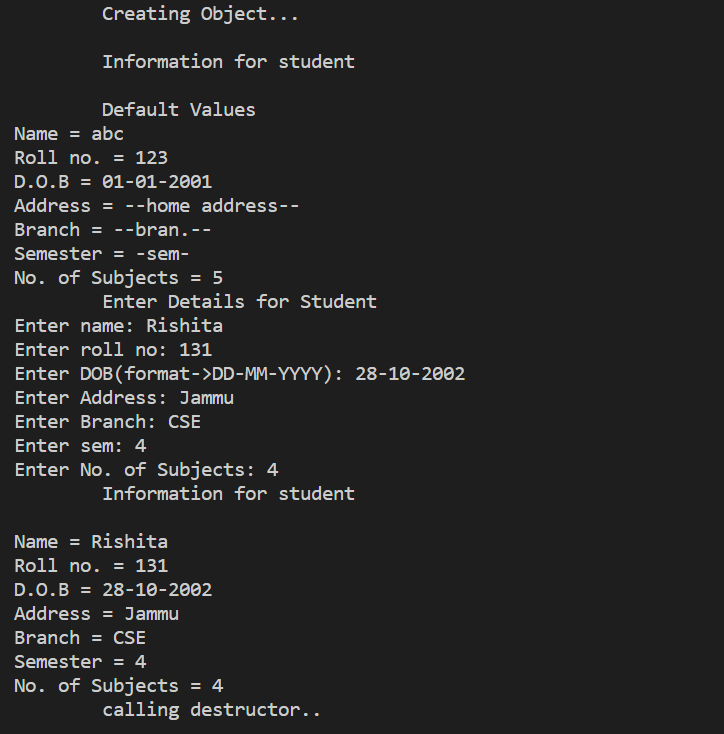 Creating Object...
Information for student
Default Values
Name = abc
Roll no. = 123
D.O.B = 01-01-2001
Address = --home address--
Branch = --bran.--
Semester = -sem-
No. of Subjects = 5
Enter Details for Student
Enter name: Rishita
Enter roll no: 131
Enter DOB(format->DD-MM-YYYY): 28-10-2002
Enter Address: Jammu
Enter Branch: CSE
Enter sem: 4
Enter No. of Subjects: 4
Information for student
Name = Rishita
Roll no. = 131
D.O.B = 28-10-2002
Address = Jammu
Branch = CSE
Semester = 4
No. of Subjects = 4
calling destructor..